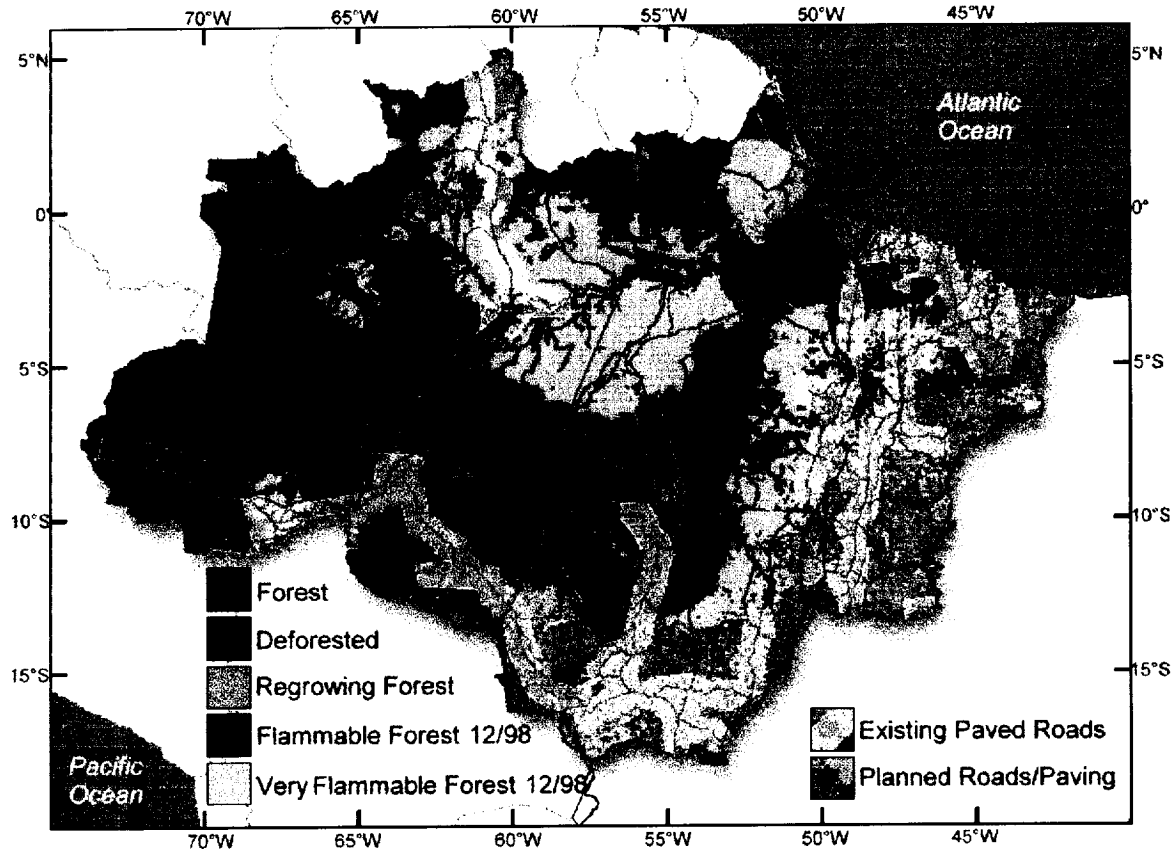 70°W 65°W 60°W 55°W 50°W 45°W
5°N 5°N
Atlantic
Ocean
0° 0°
5°S 5°S
10°S 10°S
Forest
Deforested
15°S 15°S
Regrowing Forest
Flammable Forest 12/98
Existing Paved Roads
Pacific
Ocean
Very Flammable Forest 12/98
Planned Roads/Paving
70°W 65°W 60°W 55°W 50°W 45°W